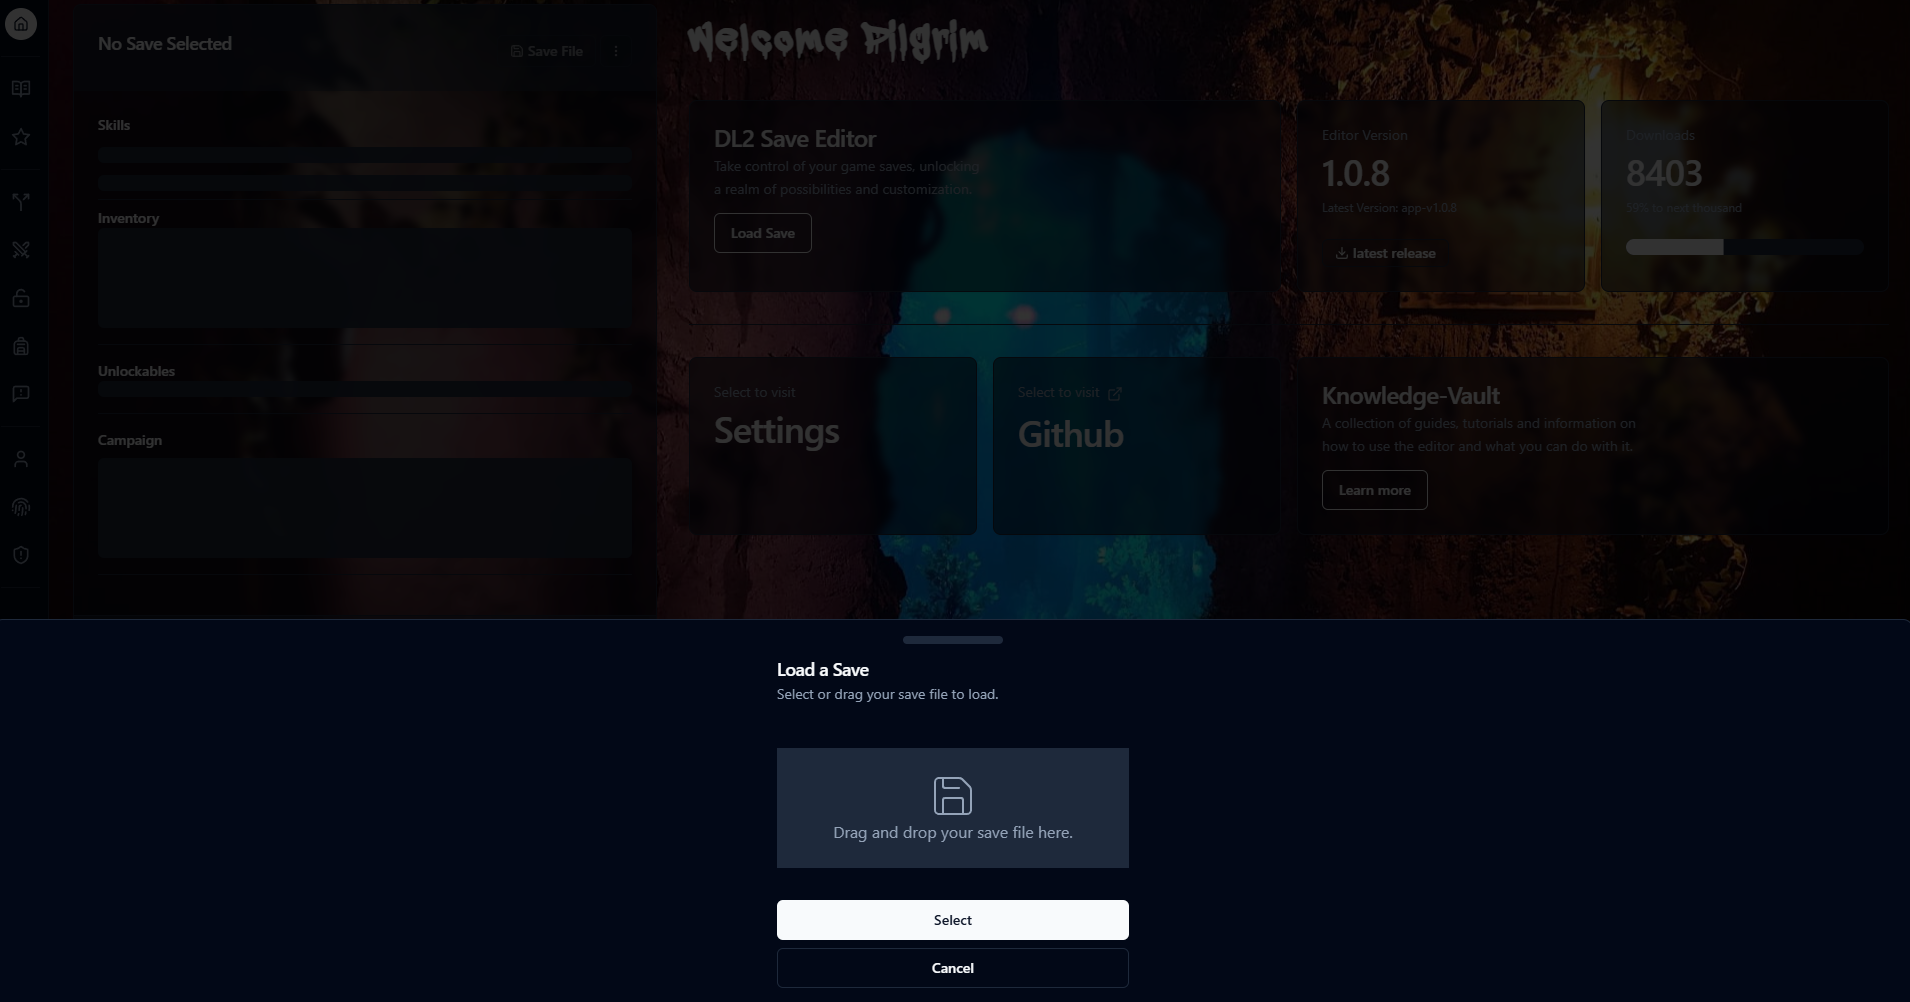 No Save Selected
Save File
Skills
Inventory
Unlockables
Campaign
Welcome Pilgrim
DL2 Save Editor
Take control of your game saves, unlocking
a realm of possibilities and customization.
Load Save
Editor Version
1.0.8
Latest Version: app-v1.0.8
latest release
Downloads
8403
59% to next thousand
Select to visit
Settings
Select to visit
Github
Knowledge-Vault
A collection of guides, tutorials and information on
how to use the editor and what you can do with it.
Learn more
Load a Save
Select or drag your save file to load.
Drag and drop your save file here.
Select
Cancel